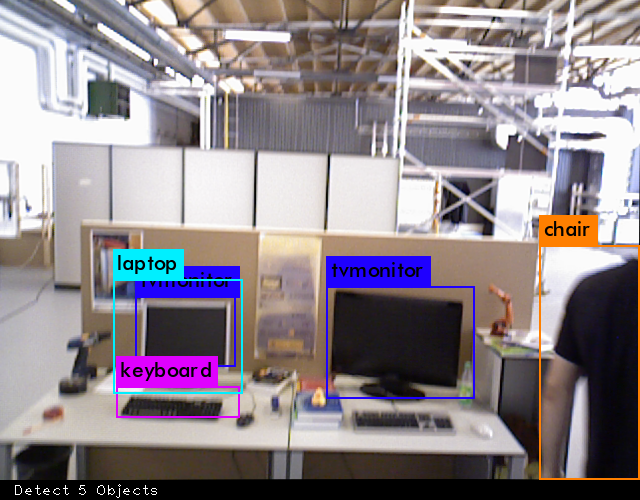 chair
laptop
tvmonitor
tvmonitor
keyboard
Detect 5 Objects